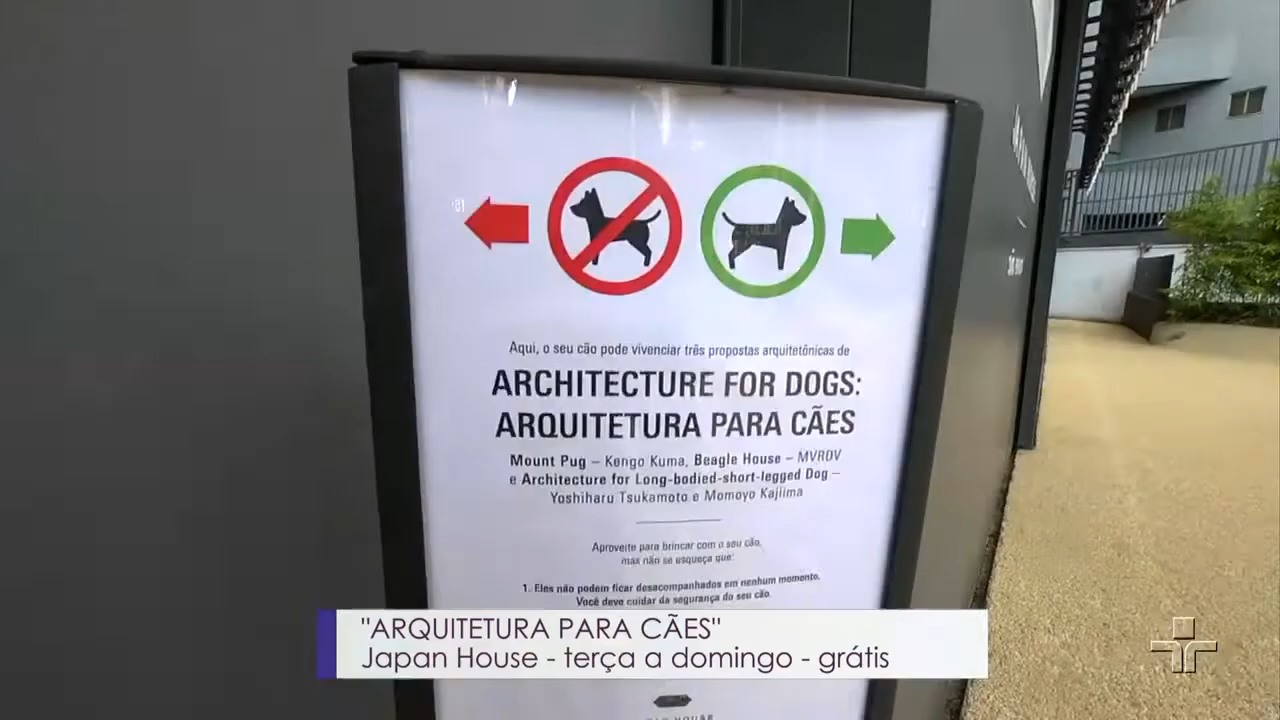 Aqui, o seu cão pode vivenciar três propostas arquitetônicas de
ARCHITECTURE FOR DOGS:
ARQUITETURA PARA CÃES
Mount Pug – Kengo Kuma, Beagle House – MVRDV
e Architecture for Long-bodied-short-legged Dog –
Yoshiharu Tsukamoto e Momoyo Kajima
Aproveite para brincar com o seu cão,
mas não se esqueça que:
1. Eles não podem ficar desacompanhados em nenhum momento.
Você deve cuidar da segurança do seu cão.
"ARQUITETURA PARA CÃES"
Japan House - terça a domingo - grátis
HOUSE